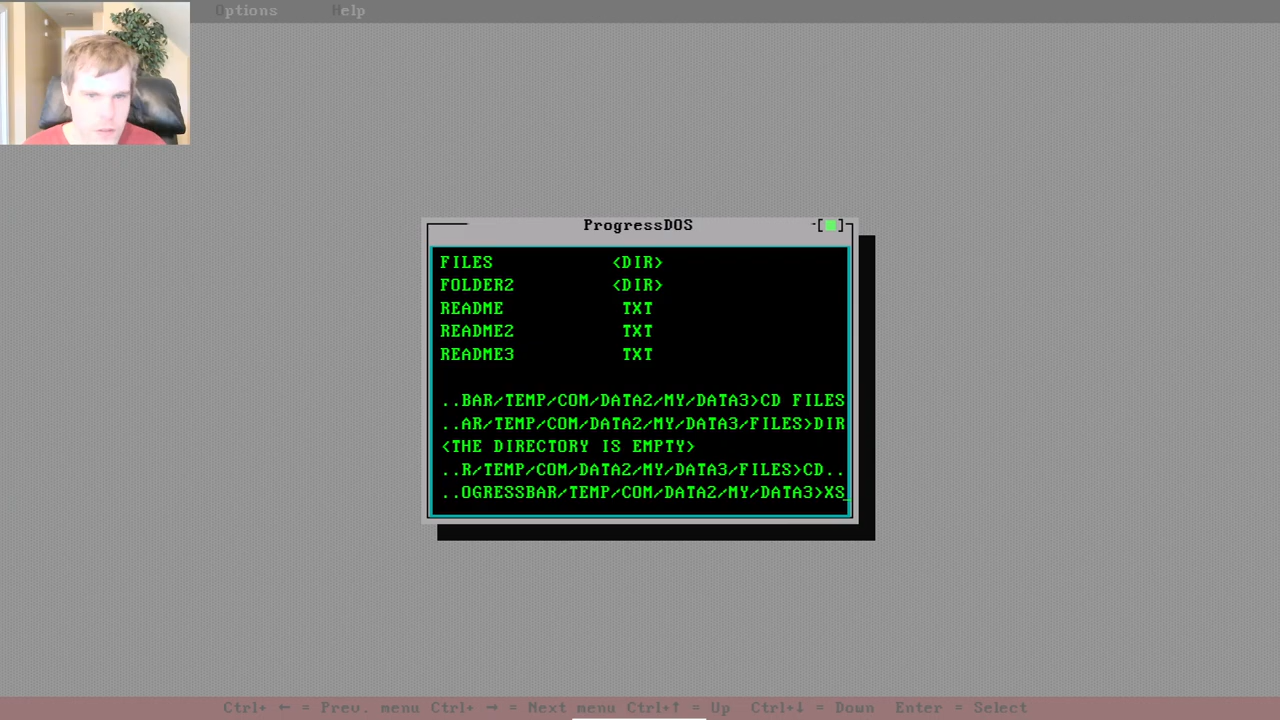 Options Help
ProgressDOS
[■]
FILES <DIR>
FOLDER2 <DIR>
README TXT
README2 TXT
README3 TXT
..BAR/TEMP/COM/DATA2/MY/DATA3>CD FILES
..AR/TEMP/COM/DATA2/MY/DATA3/FILES>DIR
<THE DIRECTORY IS EMPTY>
..R/TEMP/COM/DATA2/MY/DATA3/FILES>CD..
..OGRESSBAR/TEMP/COM/DATA2/MY/DATA3>XS_
Ctrl+ ← = Prev. menu Ctrl+ → = Next menu Ctrl+↑ = Up Ctrl+↓ = Down Enter = Select